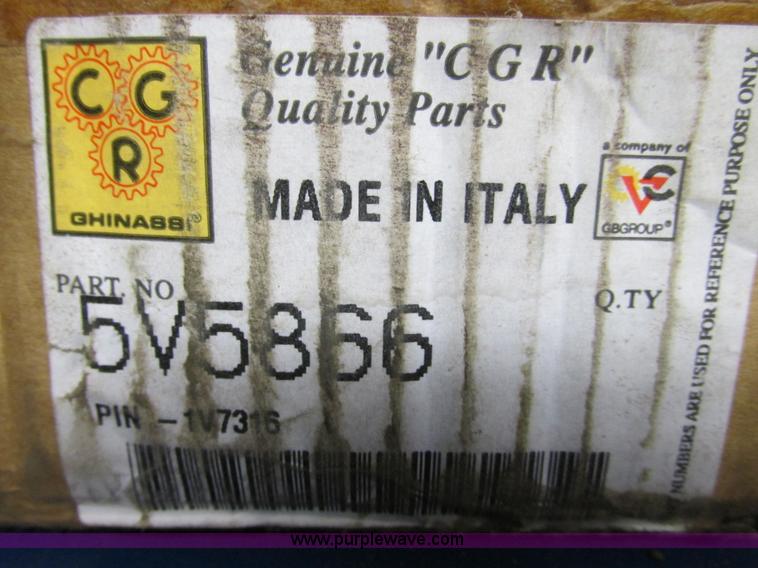 C G
R
GHINASSI
Genuine "C G R"
Quality Parts
MADE IN ITALY
a company of
GBGROUP®
PART. NO
5V5866
Q.TY
PIN - 1V7316
NUMBERS ARE USED FOR REFERENCE PURPOSE ONLY
www.purplewave.com